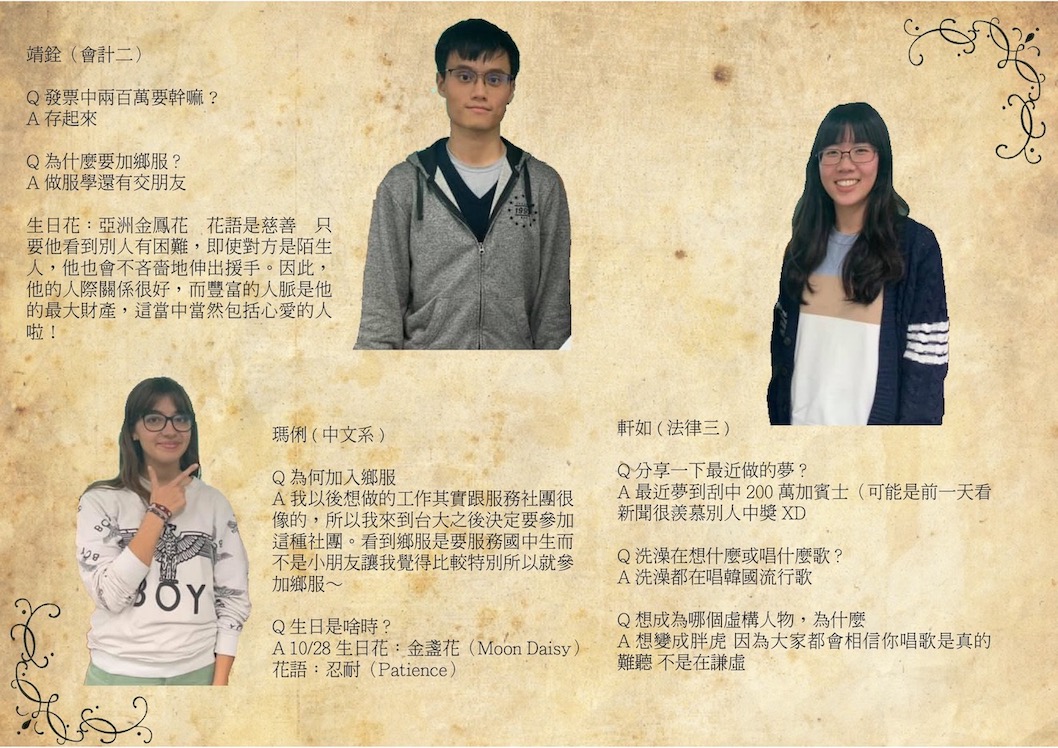 靖銓（會計二）
Q 發票中兩百萬要幹嘛？
A 存起來
Q 為什麼要加鄉服？
A 做服學還有交朋友
生日花：亞洲金鳳花　花語是慈善　只
要他看到別人有困難，即使對方是陌生
人，他也會不吝嗇地伸出援手。因此，
他的人際關係很好，而豐富的人脈是他
的最大財產，這當中當然包括心愛的人
啦！
瑪俐 ( 中文系 )
Q 為何加入鄉服
A 我以後想做的工作其實跟服務社團很
像的，所以我來到台大之後決定要參加
這種社團。看到鄉服是要服務國中生而
不是小朋友讓我覺得比較特別所以就參
加鄉服～
Q 生日是啥時？
A 10/28 生日花：金盞花（Moon Daisy）
花語：忍耐（Patience）
軒如 ( 法律三 )
Q 分享一下最近做的夢？
A 最近夢到刮中 200 萬加賓士（可能是前一天看
新聞很羨慕別人中獎 XD
Q 洗澡在想什麼或唱什麼歌？
A 洗澡都在唱韓國流行歌
Q 想成為哪個虛構人物，為什麼
A 想變成胖虎 因為大家都會相信你唱歌是真的
難聽 不是在謙虛
BOY